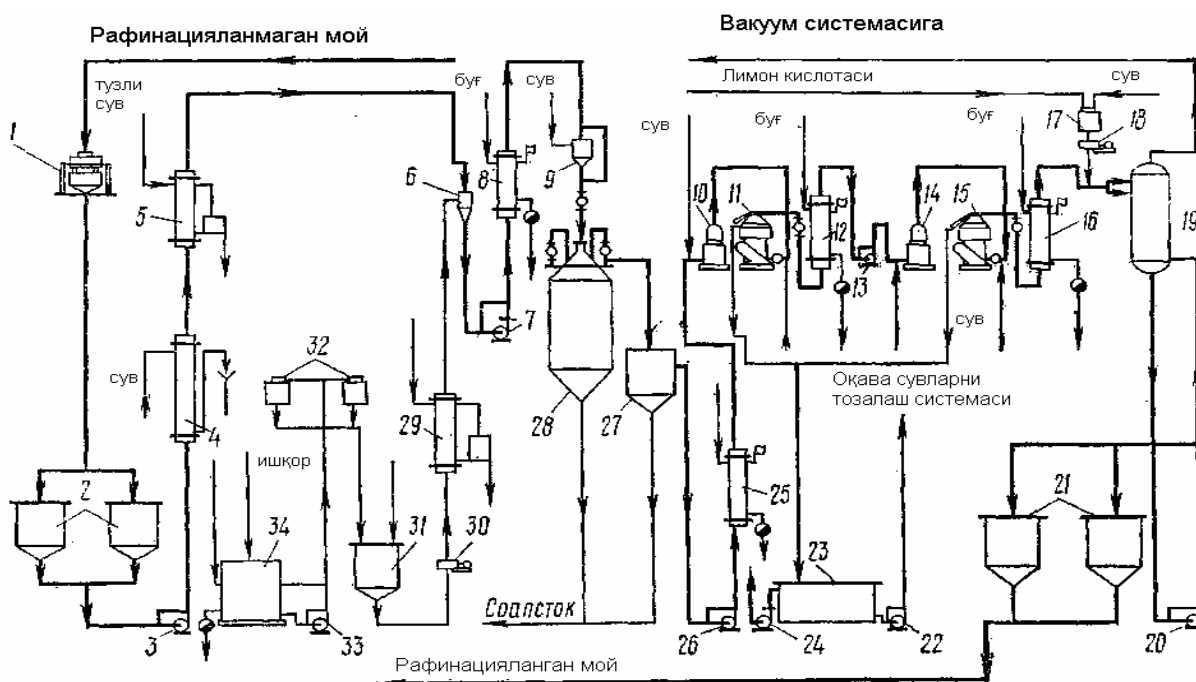 Рафинацияланмаган мой
Вакуум системасига
тузли
сув
буғ
сув
Лимон кислотаси
сув
сув
буғ
буғ
1
5
6
8
9
10
11
12
13
14
15
16
17
18
19
7
сув
4
32
29
28
27
сув
Оқава сувларни
тозалаш системаси
ишқор
2
34
31
30
25
21
23
Соапсток
3
33
26
24
22
20
Рафинацияланган мой